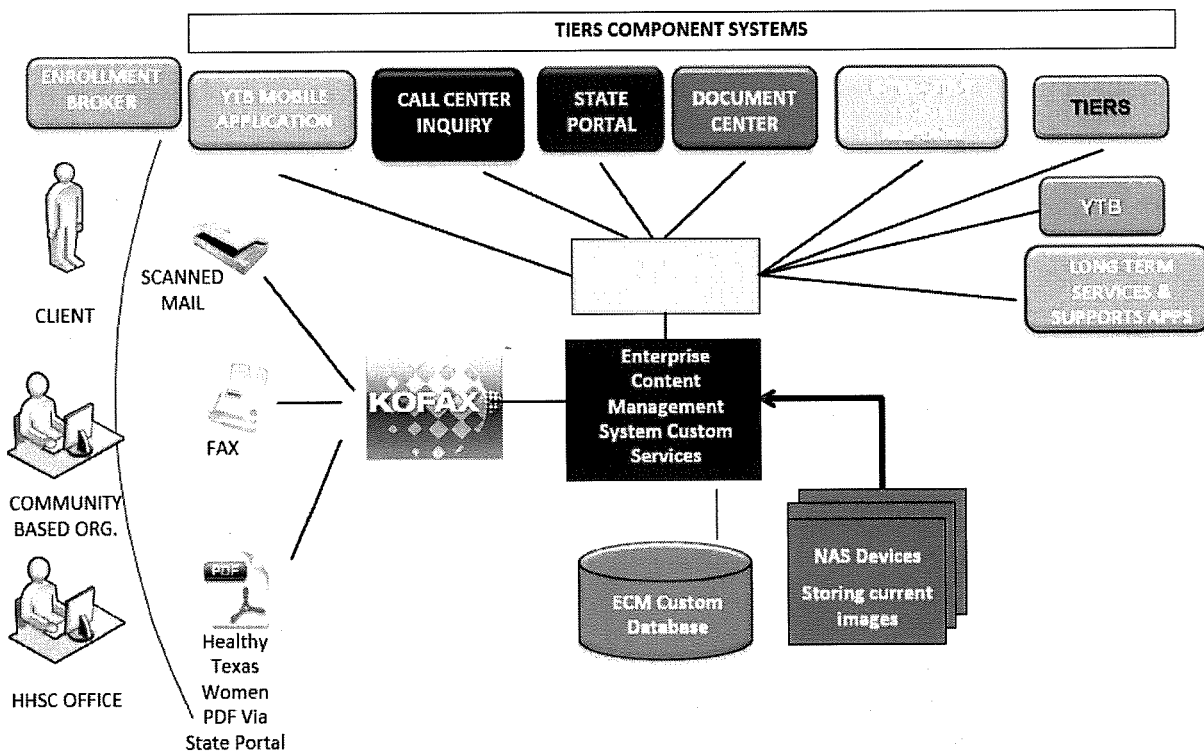 TIERS COMPONENT SYSTEMS
ENROLLMENT
BROKER
YTB MOBILE
APPLICATION
CALL CENTER
INQUIRY
STATE
PORTAL
DOCUMENT
CENTER
TIERS
YTB
LONG TERM
SERVICES &
SUPPORTS APPS
CLIENT
SCANNED
MAIL
FAX
KOFAX
Enterprise
Content
Management
System Custom
Services
COMMUNITY
BASED ORG.
HHSC OFFICE
PDF
Healthy
Texas
Women
PDF Via
State Portal
ECM Custom
Database
NAS Devices
Storing current
images